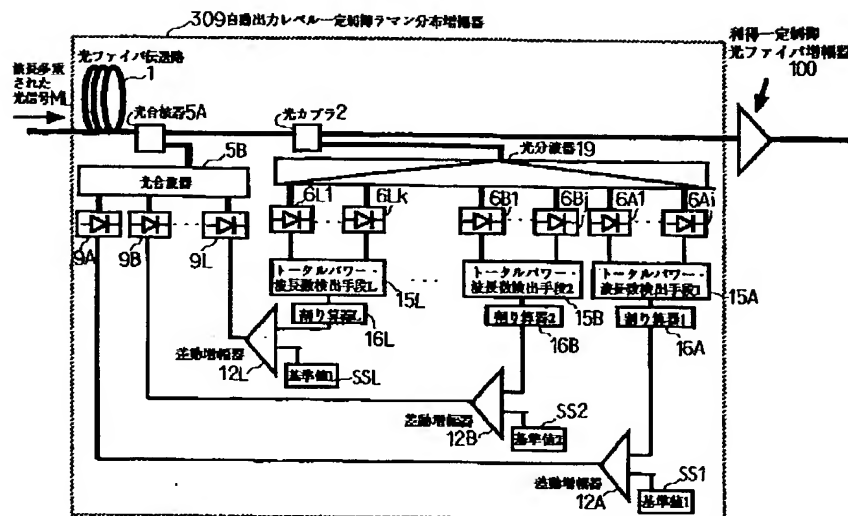 309自動出力レベル一定制御ラマン分布増幅器
利得一定制御
光ファイバ増幅器
100
光ファイバ伝送路
1
波長多重
された
光信号ML
光合波器5A
光カプラ2
5B
光合波器
光分波器19
6L1
6Lk
6B1
6Bj
6A1
6Ai
9A
9B
9L
トータルパワー・
波長数検出手段L
15L
トータルパワー・
波長数検出手段2
15B
トータルパワー・
波長数検出手段1
15A
割り算器L
16L
割り算器2
16B
割り算器1
16A
差動増幅器
12L
SSL
差動増幅器
12B
SS2
基準値2
差動増幅器
12A
SS1
基準値1